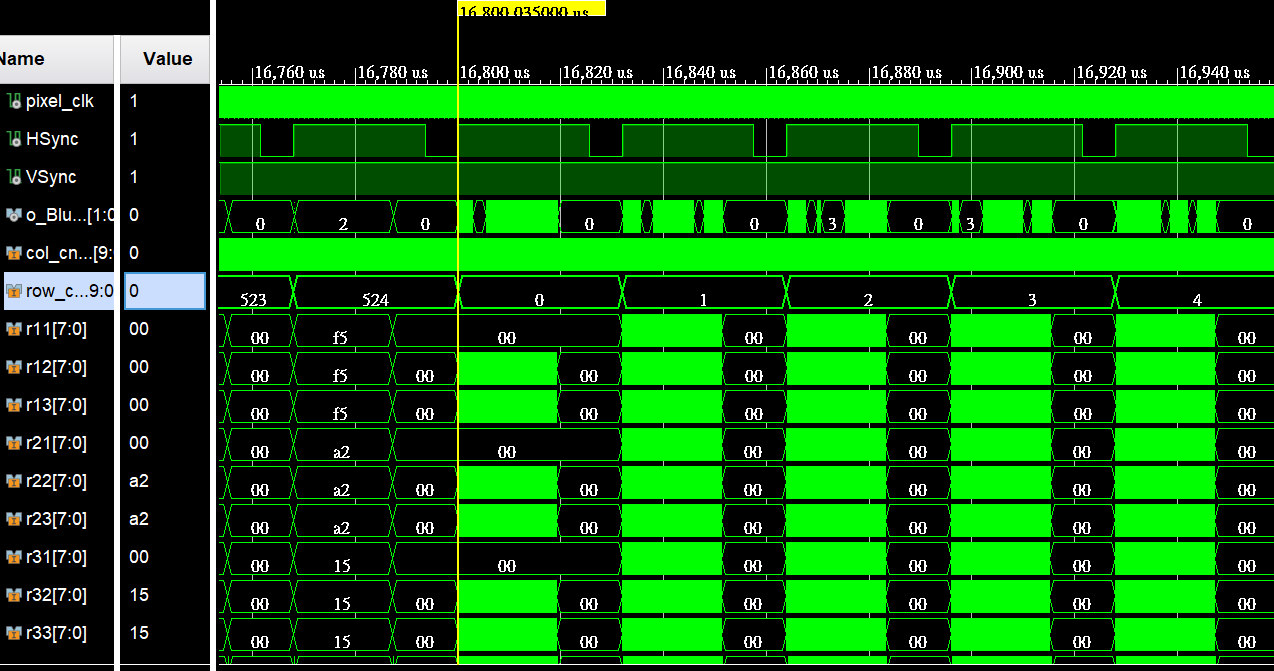 16,800.035000 us
Name Value
16,760 us 16,780 us 16,800 us 16,820 us 16,840 us 16,860 us 16,880 us 16,900 us 16,920 us 16,940 us
pixel_clk 1
HSync 1
VSync 1
o_Blu...[1:0 0 0 2 0 0 0 3 0 3 0 0
col_cn...[9: 0
row_c...9:0 0 523 524 0 1 2 3 4
r11[7:0] 00 00 f5 00 00 00 00 00
r12[7:0] 00 00 f5 00 00 00 00 00 00
r13[7:0] 00 00 f5 00 00 00 00 00 00
r21[7:0] 00 00 a2 00 00 00 00 00
r22[7:0] a2 00 a2 00 00 00 00 00 00
r23[7:0] a2 00 a2 00 00 00 00 00 00
r31[7:0] 00 00 15 00 00 00 00 00
r32[7:0] 15 00 15 00 00 00 00 00 00
r33[7:0] 15 00 15 00 00 00 00 00 00